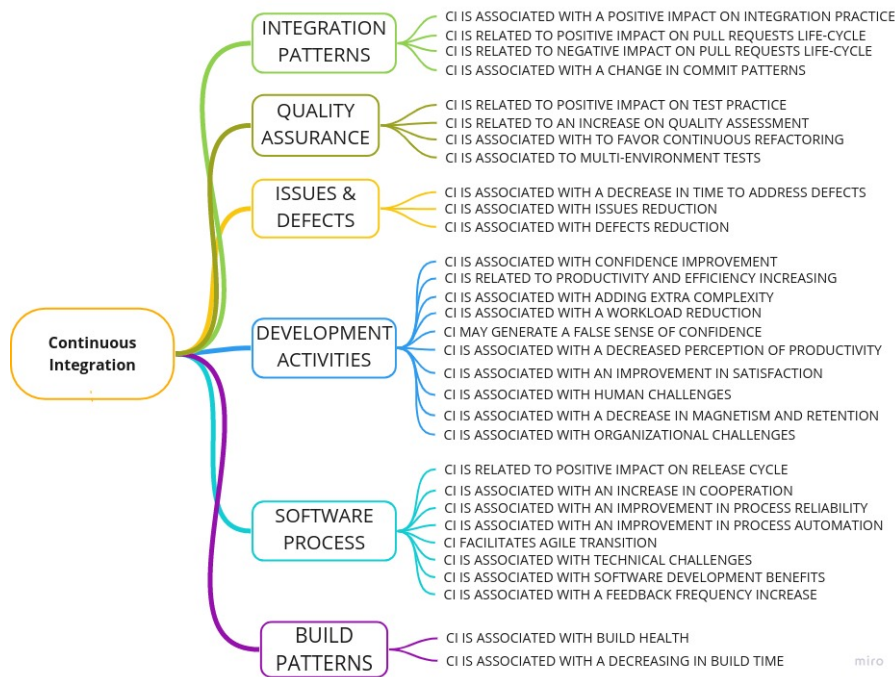 Continuous
Integration
INTEGRATION
PATTERNS
CI IS ASSOCIATED WITH A POSITIVE IMPACT ON INTEGRATION PRACTICE
CI IS RELATED TO POSITIVE IMPACT ON PULL REQUESTS LIFE-CYCLE
CI IS RELATED TO NEGATIVE IMPACT ON PULL REQUESTS LIFE-CYCLE
CI IS ASSOCIATED WITH A CHANGE IN COMMIT PATTERNS
QUALITY
ASSURANCE
CI IS RELATED TO POSITIVE IMPACT ON TEST PRACTICE
CI IS RELATED TO AN INCREASE ON QUALITY ASSESSMENT
CI IS ASSOCIATED WITH TO FAVOR CONTINUOUS REFACTORING
CI IS ASSOCIATED TO MULTI-ENVIRONMENT TESTS
ISSUES &
DEFECTS
CI IS ASSOCIATED WITH A DECREASE IN TIME TO ADDRESS DEFECTS
CI IS ASSOCIATED WITH ISSUES REDUCTION
CI IS ASSOCIATED WITH DEFECTS REDUCTION
DEVELOPMENT
ACTIVITIES
CI IS ASSOCIATED WITH CONFIDENCE IMPROVEMENT
CI IS RELATED TO PRODUCTIVITY AND EFFICIENCY INCREASING
CI IS ASSOCIATED WITH ADDING EXTRA COMPLEXITY
CI IS ASSOCIATED WITH A WORKLOAD REDUCTION
CI MAY GENERATE A FALSE SENSE OF CONFIDENCE
CI IS ASSOCIATED WITH A DECREASED PERCEPTION OF PRODUCTIVITY
CI IS ASSOCIATED WITH AN IMPROVEMENT IN SATISFACTION
CI IS ASSOCIATED WITH HUMAN CHALLENGES
CI IS ASSOCIATED WITH A DECREASE IN MAGNETISM AND RETENTION
CI IS ASSOCIATED WITH ORGANIZATIONAL CHALLENGES
SOFTWARE
PROCESS
CI IS RELATED TO POSITIVE IMPACT ON RELEASE CYCLE
CI IS ASSOCIATED WITH AN INCREASE IN COOPERATION
CI IS ASSOCIATED WITH AN IMPROVEMENT IN PROCESS RELIABILITY
CI IS ASSOCIATED WITH AN IMPROVEMENT IN PROCESS AUTOMATION
CI FACILITATES AGILE TRANSITION
CI IS ASSOCIATED WITH TECHNICAL CHALLENGES
CI IS ASSOCIATED WITH SOFTWARE DEVELOPMENT BENEFITS
CI IS ASSOCIATED WITH A FEEDBACK FREQUENCY INCREASE
BUILD
PATTERNS
CI IS ASSOCIATED WITH BUILD HEALTH
CI IS ASSOCIATED WITH A DECREASING IN BUILD TIME
miro